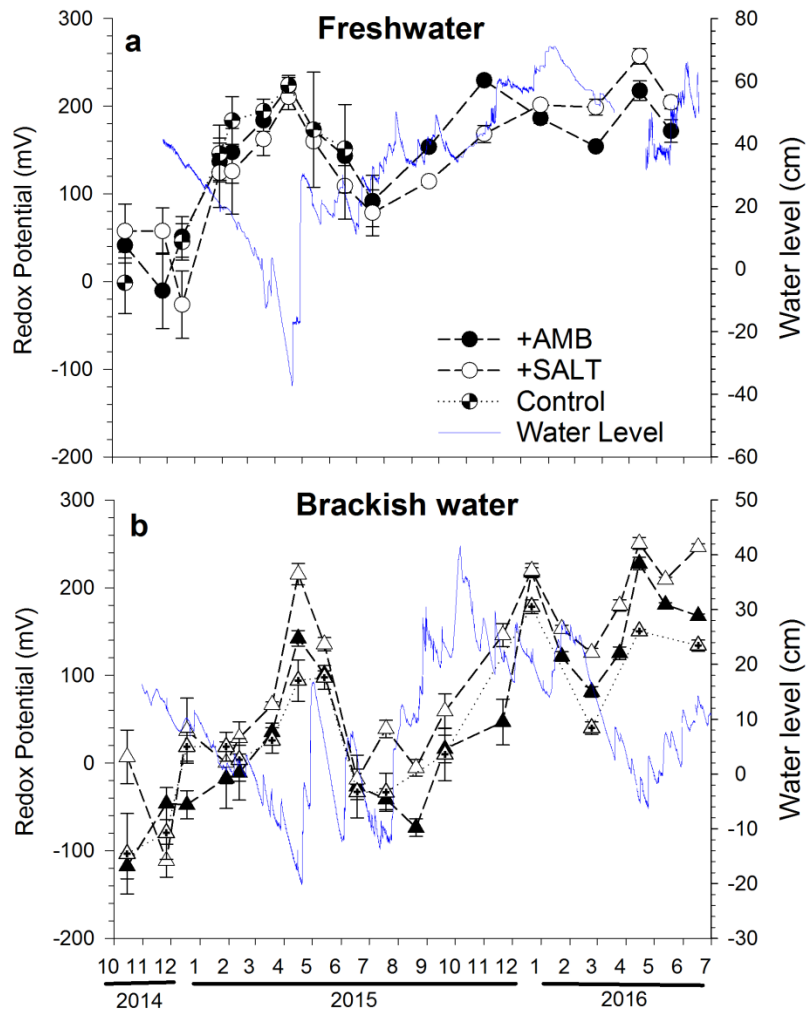 a Freshwater
Redox Potential (mV)
300
200
100
0
-100
-200
Water level (cm)
80
60
40
20
0
-20
-40
-60
+AMB
+SALT
Control
Water Level
b Brackish water
Redox Potential (mV)
300
200
100
0
-100
-200
Water level (cm)
50
40
30
20
10
0
-10
-20
-30
10 11 12 1 2 3 4 5 6 7 8 9 10 11 12 1 2 3 4 5 6 7
2014 2015 2016